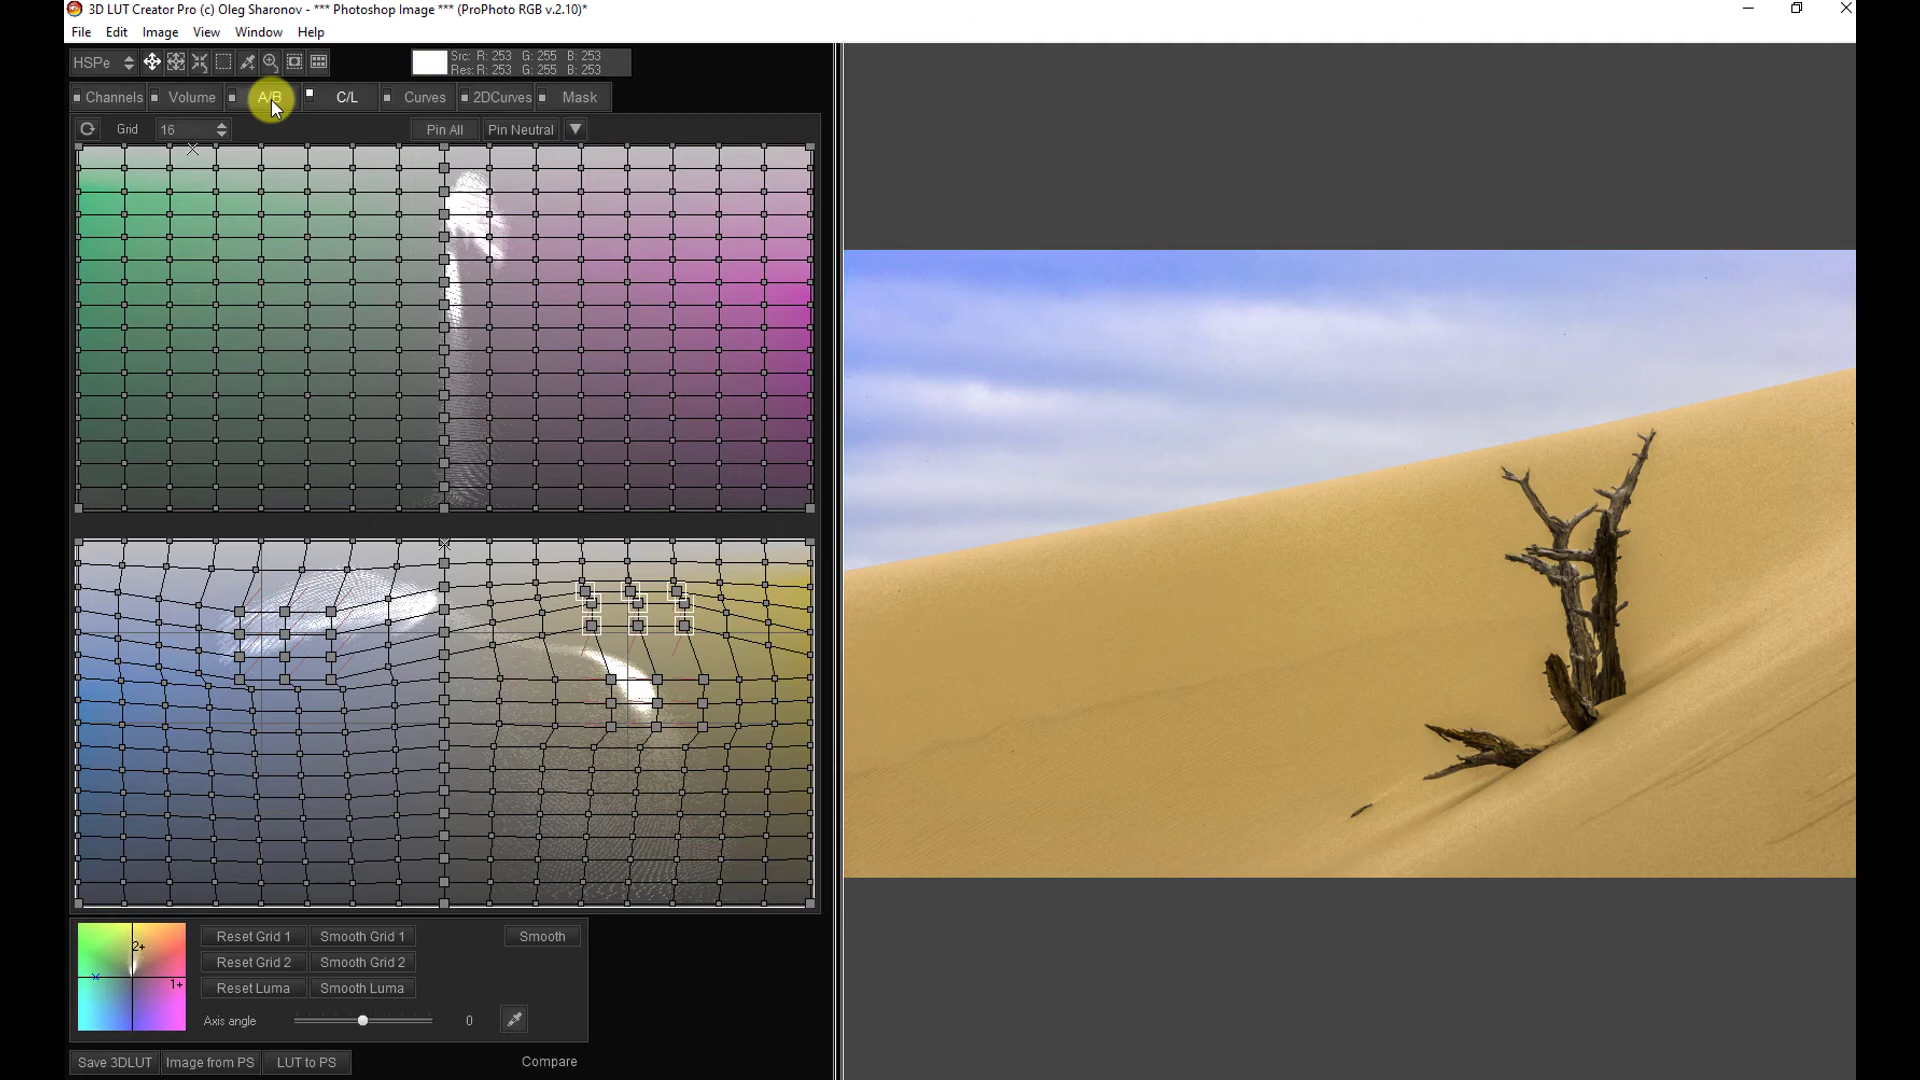 3D LUT Creator Pro (c) Oleg Sharonov - *** Photoshop Image *** (ProPhoto RGB v.2.10)*
File Edit Image View Window Help
HSPe
Src: R: 253 G: 255 B: 253
Res: R: 253 G: 255 B: 253
Channels Volume A/B C/L Curves 2DCurves Mask
Grid 16 Pin All Pin Neutral
2+
1+
Reset Grid 1 Smooth Grid 1 Smooth
Reset Grid 2 Smooth Grid 2
Reset Luma Smooth Luma
Axis angle 0
Save 3DLUT Image from PS LUT to PS Compare